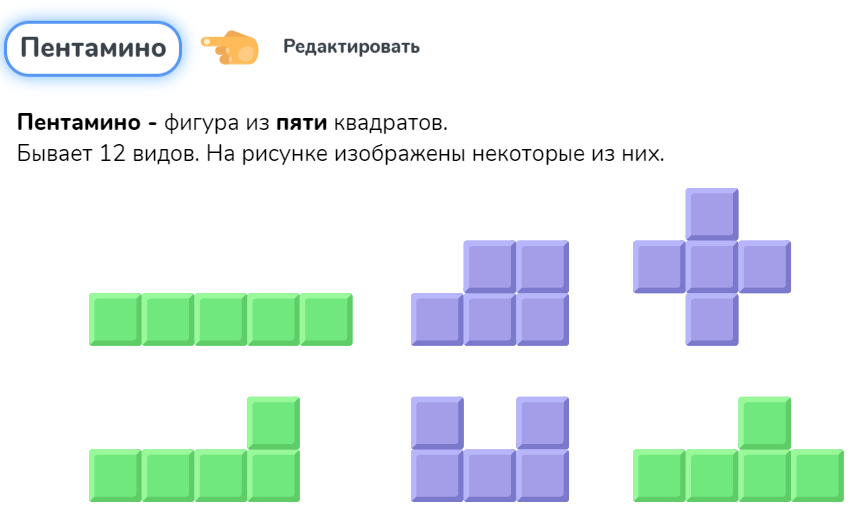 Пентамино
Редактировать
Пентамино - фигура из пяти квадратов.
Бывает 12 видов. На рисунке изображены некоторые из них.